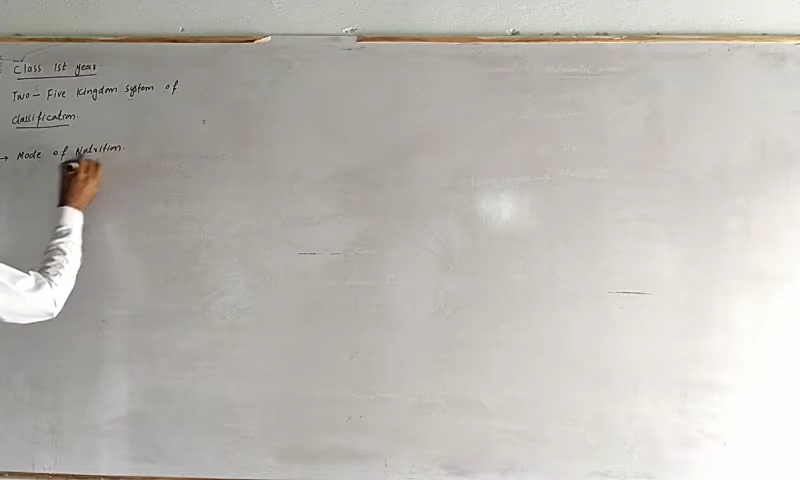 Class 1st year.
Two - Five Kingdom system of
classification.
→ Mode of Nutrition.